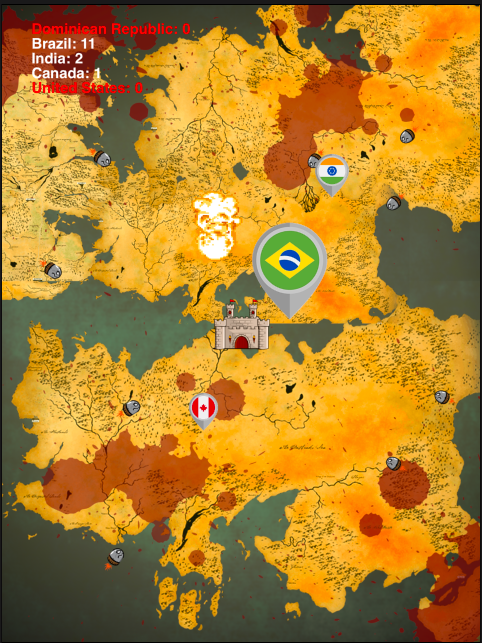 Dominican Republic: 0
Brazil: 11
India: 2
Canada: 1
United States: 0